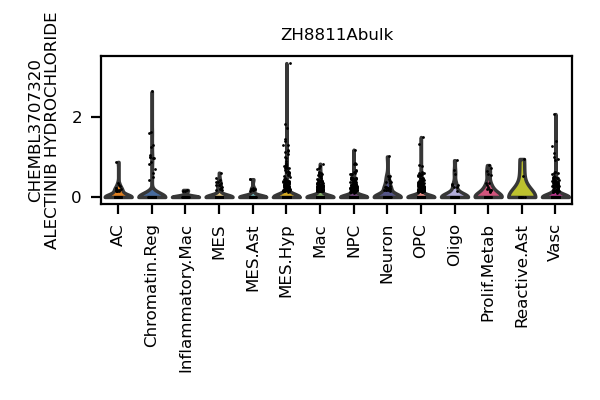 ZH8811Abulk
CHEMBL3707320
ALECTINIB HYDROCHLORIDE
2
0
AC
Chromatin.Reg
Inflammatory.Mac
MES
MES.Ast
MES.Hyp
Mac
NPC
Neuron
OPC
Oligo
Prolif.Metab
Reactive.Ast
Vasc